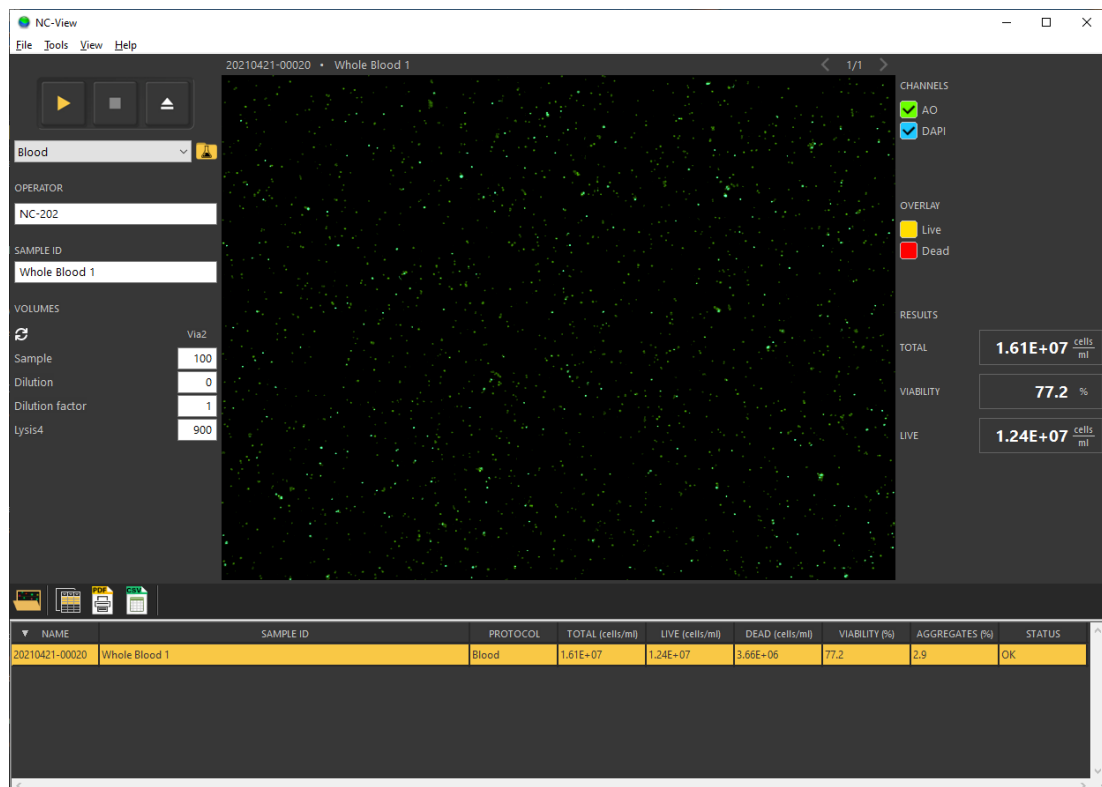 NC-View
File Tools View Help
20210421-00020 • Whole Blood 1
1/1
Blood
OPERATOR
NC-202
SAMPLE ID
Whole Blood 1
VOLUMES
Via2
Sample 100
Dilution 0
Dilution factor 1
Lysis4 900
CHANNELS
AO
DAPI
OVERLAY
Live
Dead
RESULTS
TOTAL 1.61E+07 cells/ml
VIABILITY 77.2 %
LIVE 1.24E+07 cells/ml
PDF CSV
NAME SAMPLE ID PROTOCOL TOTAL (cells/ml) LIVE (cells/ml) DEAD (cells/ml) VIABILITY (%) AGGREGATES (%) STATUS
20210421-00020 Whole Blood 1 Blood 1.61E+07 1.24E+07 3.66E+06 77.2 2.9 OK